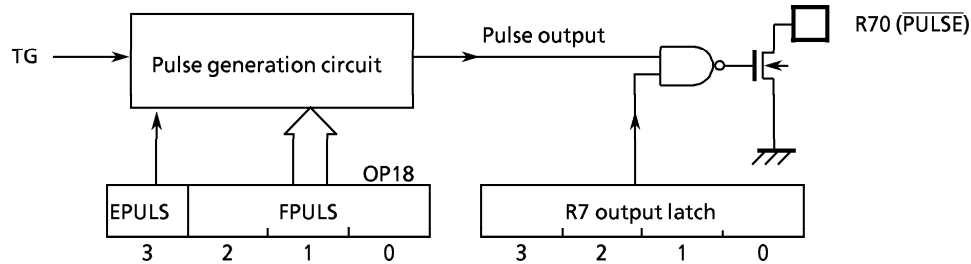 R70 (PULSE)
Pulse output
TG
Pulse generation circuit
OP18
EPULS FPULS
3 2 1 0
R7 output latch
3 2 1 0